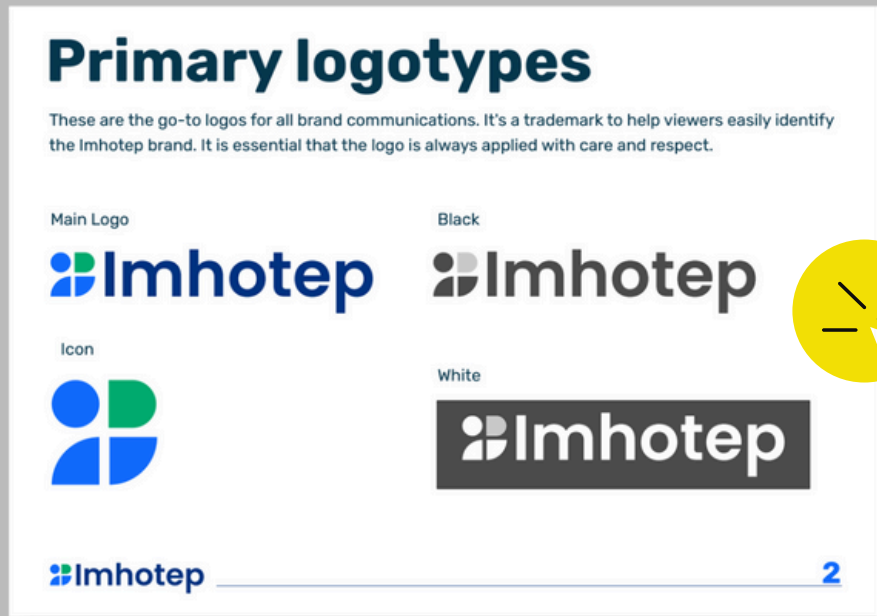 Primary logotypes
These are the go-to logos for all brand communications. It's a trademark to help viewers easily identify
the Imhotep brand. It is essential that the logo is always applied with care and respect.
Main Logo
Imhotep
Black
Imhotep
Icon
White
Imhotep
Imhotep
2